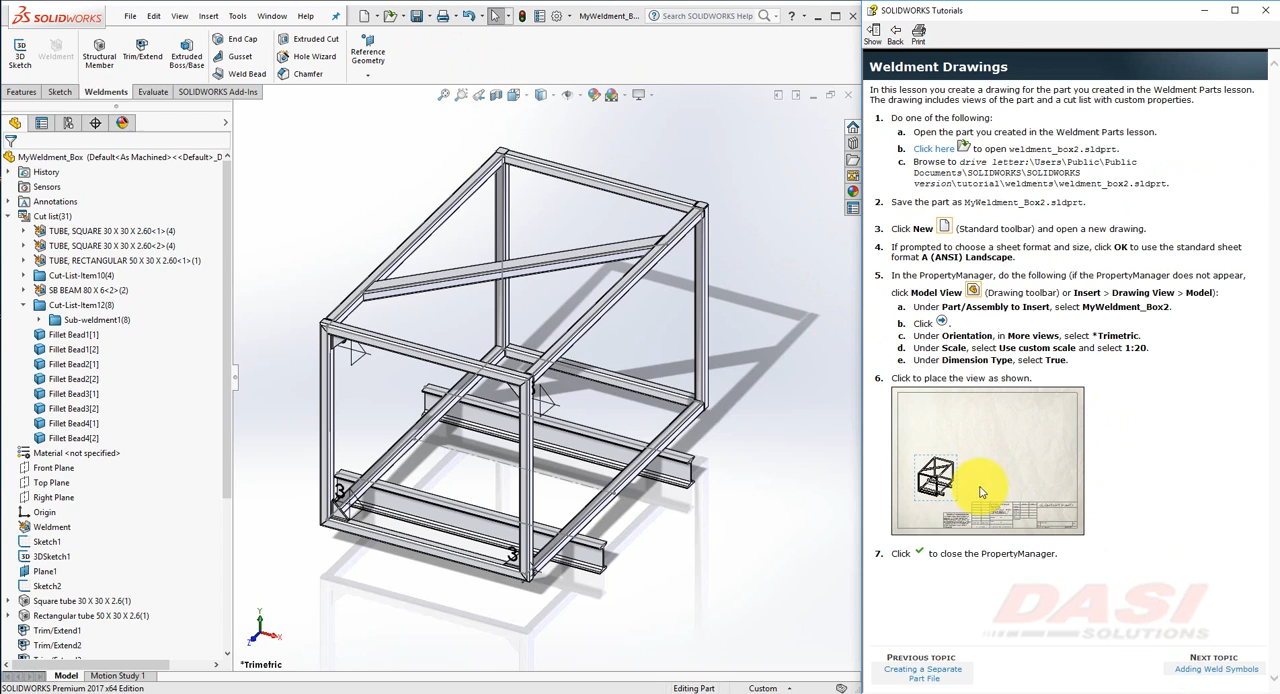 SOLIDWORKS
File Edit View Insert Tools Window Help
MyWeldment_B...
Search SOLIDWORKS Help
3D Sketch
Weldment
Structural Member
Trim/Extend
Extruded Boss/Base
End Cap
Gusset
Weld Bead
Extruded Cut
Hole Wizard
Chamfer
Reference Geometry
Features Sketch Weldments Evaluate SOLIDWORKS Add-Ins
MyWeldment_Box (Default<As Machined><<Default>_D
History
Sensors
Annotations
Cut list(31)
TUBE, SQUARE 30 X 30 X 2.60<1>(4)
TUBE, SQUARE 30 X 30 X 2.60<2>(4)
TUBE, RECTANGULAR 50 X 30 X 2.60<1>(1)
Cut-List-Item10(4)
SB BEAM 80 X 6<2>(2)
Cut-List-Item12(8)
Sub-weldment1(8)
Fillet Bead1[1]
Fillet Bead1[2]
Fillet Bead2[1]
Fillet Bead2[2]
Fillet Bead3[1]
Fillet Bead3[2]
Fillet Bead4[1]
Fillet Bead4[2]
Material <not specified>
Front Plane
Top Plane
Right Plane
Origin
Weldment
Sketch1
3DSketch1
Plane1
Sketch2
Square tube 30 X 30 X 2.6(1)
Rectangular tube 50 X 30 X 2.6(1)
Trim/Extend1
Trim/Extend2
3
3
Y
X
Z
*Trimetric
Model Motion Study 1
SOLIDWORKS Premium 2017 x64 Edition
Editing Part
Custom
SOLIDWORKS Tutorials
Show Back Print
Weldment Drawings
In this lesson you create a drawing for the part you created in the Weldment Parts lesson.
The drawing includes views of the part and a cut list with custom properties.
1. Do one of the following:
a. Open the part you created in the Weldment Parts lesson.
b. Click here to open weldment_box2.sldprt.
c. Browse to drive letter:\Users\Public\Public
Documents\SOLIDWORKS\SOLIDWORKS
version\tutorial\weldments\weldment_box2.sldprt.
2. Save the part as MyWeldment_Box2.sldprt.
3. Click New (Standard toolbar) and open a new drawing.
4. If prompted to choose a sheet format and size, click OK to use the standard sheet
format A (ANSI) Landscape.
5. In the PropertyManager, do the following (if the PropertyManager does not appear,
click Model View (Drawing toolbar) or Insert > Drawing View > Model):
a. Under Part/Assembly to Insert, select MyWeldment_Box2.
b. Click .
c. Under Orientation, in More views, select *Trimetric.
d. Under Scale, select Use custom scale and select 1:20.
e. Under Dimension Type, select True.
6. Click to place the view as shown.
7. Click to close the PropertyManager.
DASI
SOLUTIONS
PREVIOUS TOPIC
Creating a Separate
Part File
NEXT TOPIC
Adding Weld Symbols